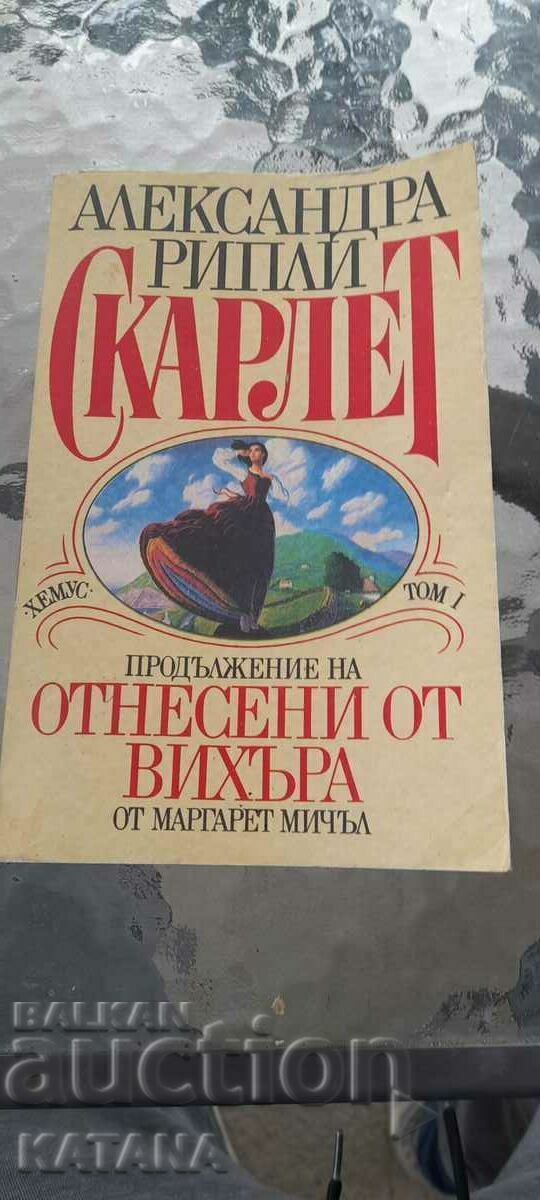 АЛЕКСАНДРА
РИПЛИ
СКАРЛЕТ
·ХЕМУС·
ТОМ I
ПРОДЪЛЖЕНИЕ НА
ОТНЕСЕНИ ОТ
ВИХЪРА
ОТ МАРГАРЕТ МИЧЪЛ
BALKAN
auction
KATANA